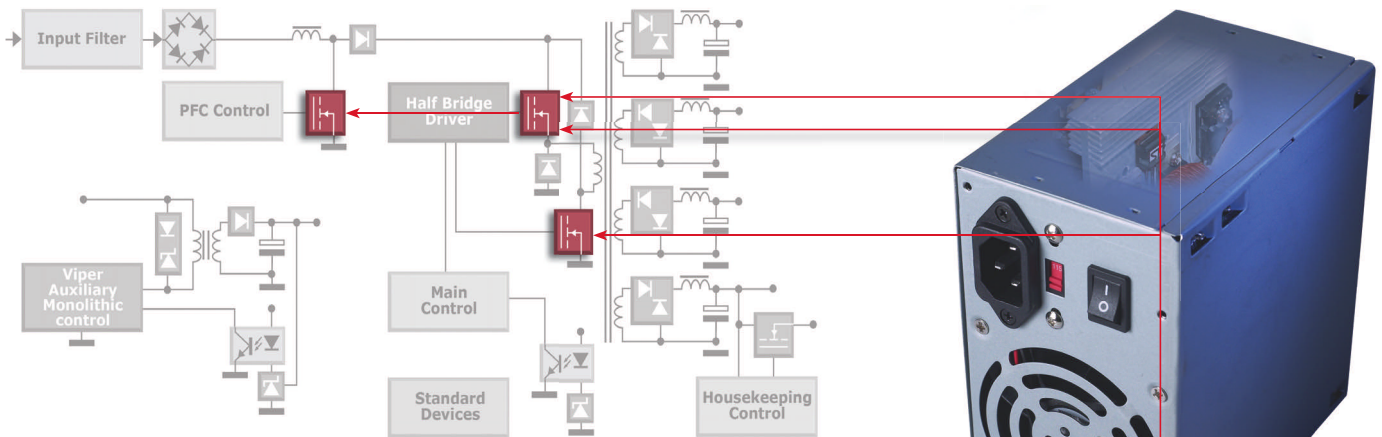 Input Filter
PFC Control
Half Bridge
Driver
Viper
Auxiliary
Monolithic
control
Main
Control
Standard
Devices
Housekeeping
Control